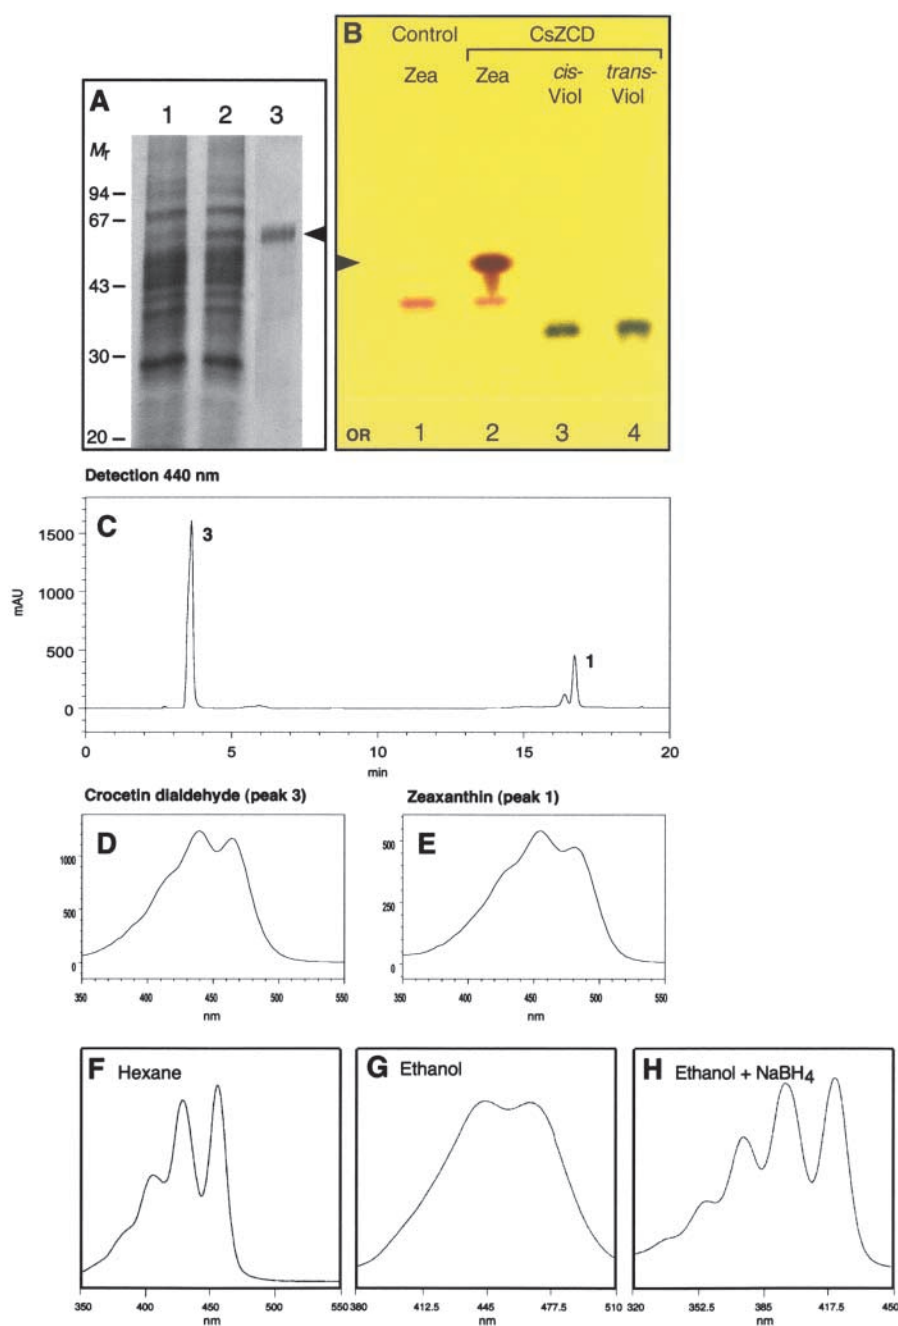 A
1 2 3
Mr
94
67
43
30
20
B
Control CsZCD
Zea Zea cis-Viol trans-Viol
OR 1 2 3 4
Detection 440 nm
C
mAU
1500
1000
500
0
3
1
0 5 10 15 20
min
Crocetin dialdehyde (peak 3)
D
1000
500
0
350 400 450 500 550
nm
Zeaxanthin (peak 1)
E
500
250
0
350 400 450 500 550
nm
F Hexane
350 400 450 500 550
nm
G Ethanol
380 412.5 445 477.5 510
nm
H Ethanol + NaBH4
320 352.5 385 417.5 450
nm